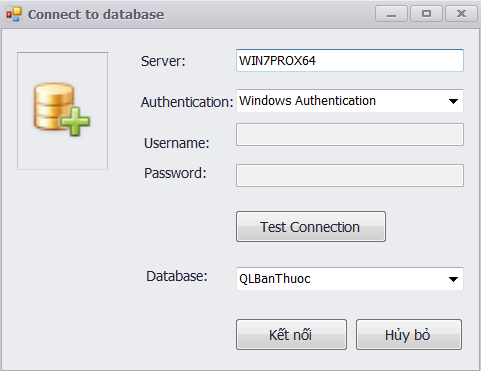 Connect to database
Server: WIN7PROX64
Authentication: Windows Authentication
Username:
Password:
Test Connection
Database: QLBanThuoc
Kết nối Hủy bỏ